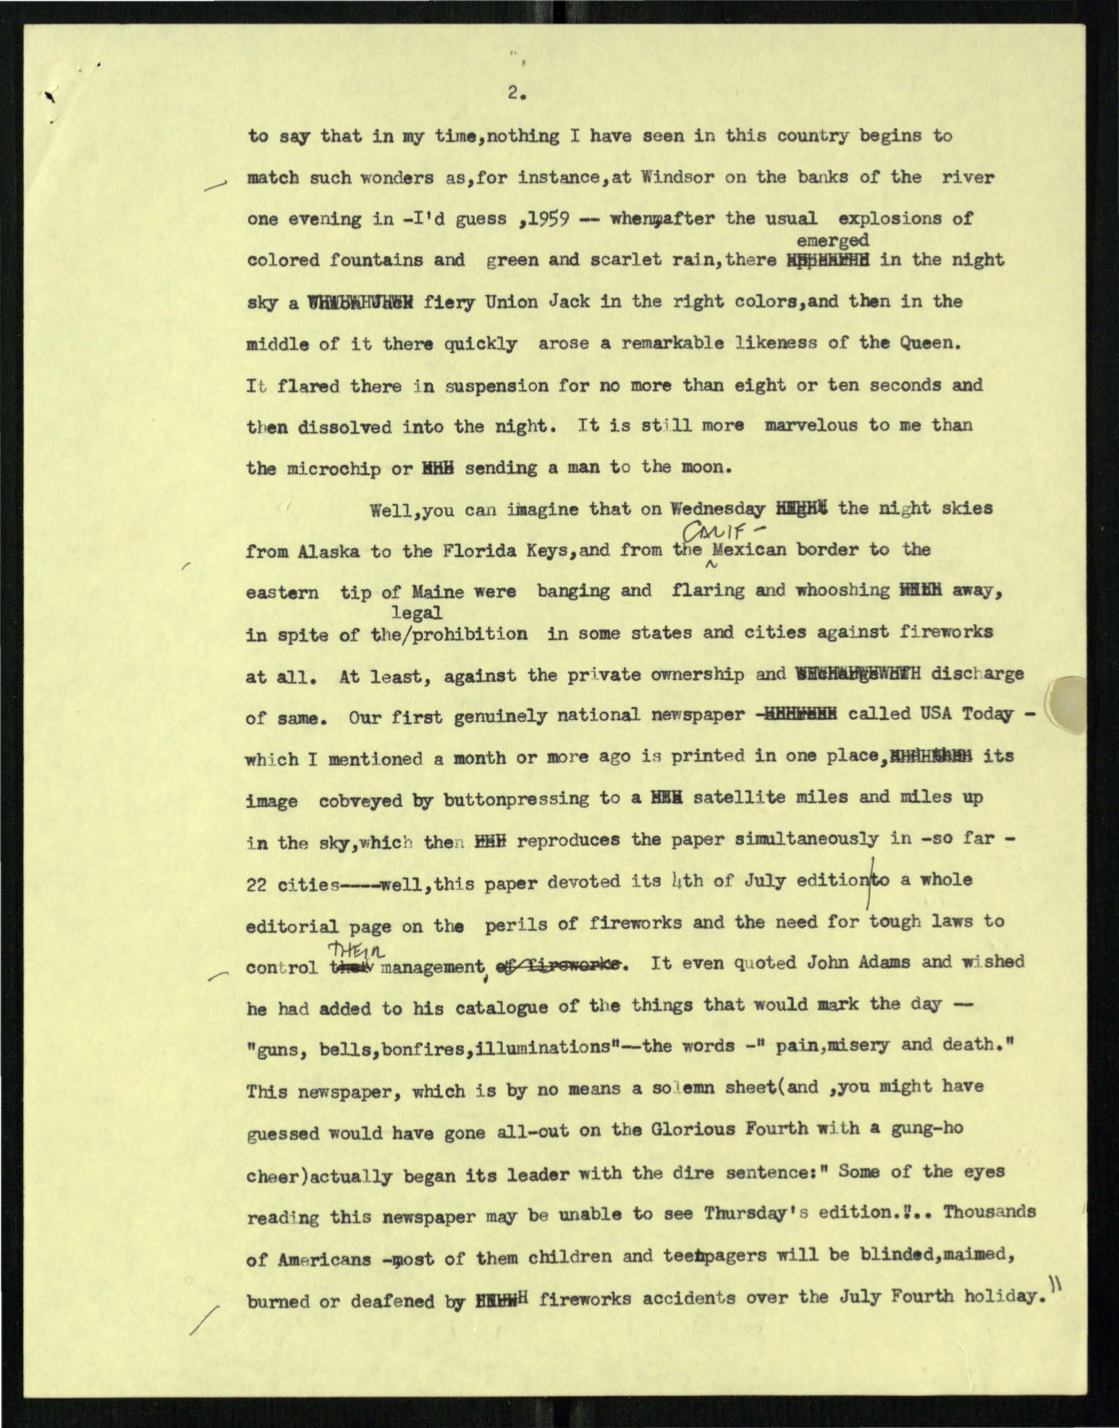 2.
to say that in my time,nothing I have seen in this country begins to
match such wonders as,for instance,at Windsor on the banks of the river
one evening in -I'd guess ,1959 -- when,after the usual explosions of
emerged
colored fountains and green and scarlet rain,there in the night
sky a fiery Union Jack in the right colors,and then in the
middle of it there quickly arose a remarkable likeness of the Queen.
It flared there in suspension for no more than eight or ten seconds and
then dissolved into the night. It is still more marvelous to me than
the microchip or sending a man to the moon.
Well,you can imagine that on Wednesday the night skies
CALIF -
from Alaska to the Florida Keys,and from the ^ Mexican border to the
eastern tip of Maine were banging and flaring and whooshing away,
legal
in spite of the/prohibition in some states and cities against fireworks
at all. At least, against the private ownership and discharge
of same. Our first genuinely national newspaper - called USA Today -
which I mentioned a month or more ago is printed in one place, its
image cobveyed by buttonpressing to a satellite miles and miles up
in the sky,which then reproduces the paper simultaneously in -so far -
22 cities----well,this paper devoted its 4th of July edition/to a whole
editorial page on the perils of fireworks and the need for tough laws to
THEIR
control management, of fireworks. It even quoted John Adams and wished
he had added to his catalogue of the things that would mark the day --
"guns, bells,bonfires,illuminations"--the words -" pain,misery and death."
This newspaper, which is by no means a solemn sheet(and ,you might have
guessed would have gone all-out on the Glorious Fourth with a gung-ho
cheer)actually began its leader with the dire sentence:" Some of the eyes
reading this newspaper may be unable to see Thursday's edition.".. Thousands
of Americans -most of them children and teenagers will be blinded,maimed,
burned or deafened by fireworks accidents over the July Fourth holiday."